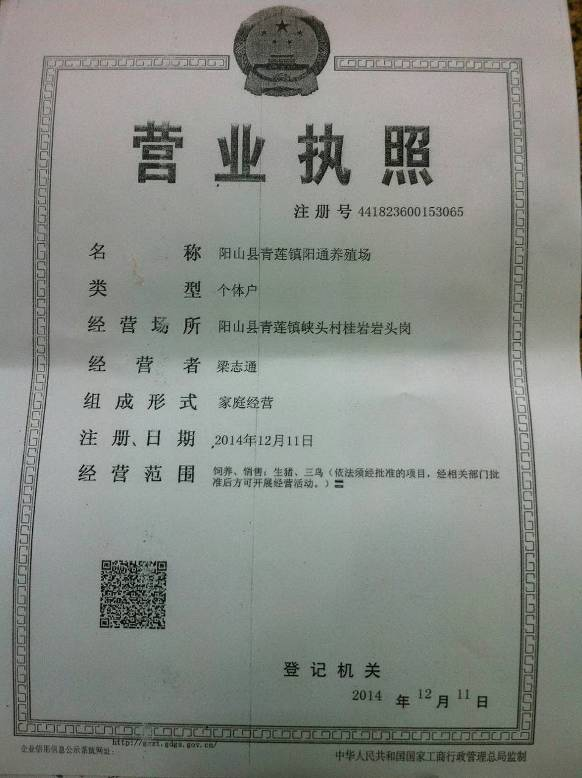 营业执照
注册号 441823600153065
名称 阳山县青莲镇阳通养殖场
类型 个体户
经营场所 阳山县青莲镇峡头村桂岩岩头岗
经营者 梁志通
组成形式 家庭经营
注册、日期 2014年12月11日
经营范围 饲养、销售：生猪、三鸟（依法须经批准的项目，经相关部门批
准后方可开展经营活动。）〓
登记机关
2014 年 12 月 11 日
http://gsxt.gdgs.gov.cn/
企业信用信息公示系统网址：
中华人民共和国国家工商行政管理总局监制